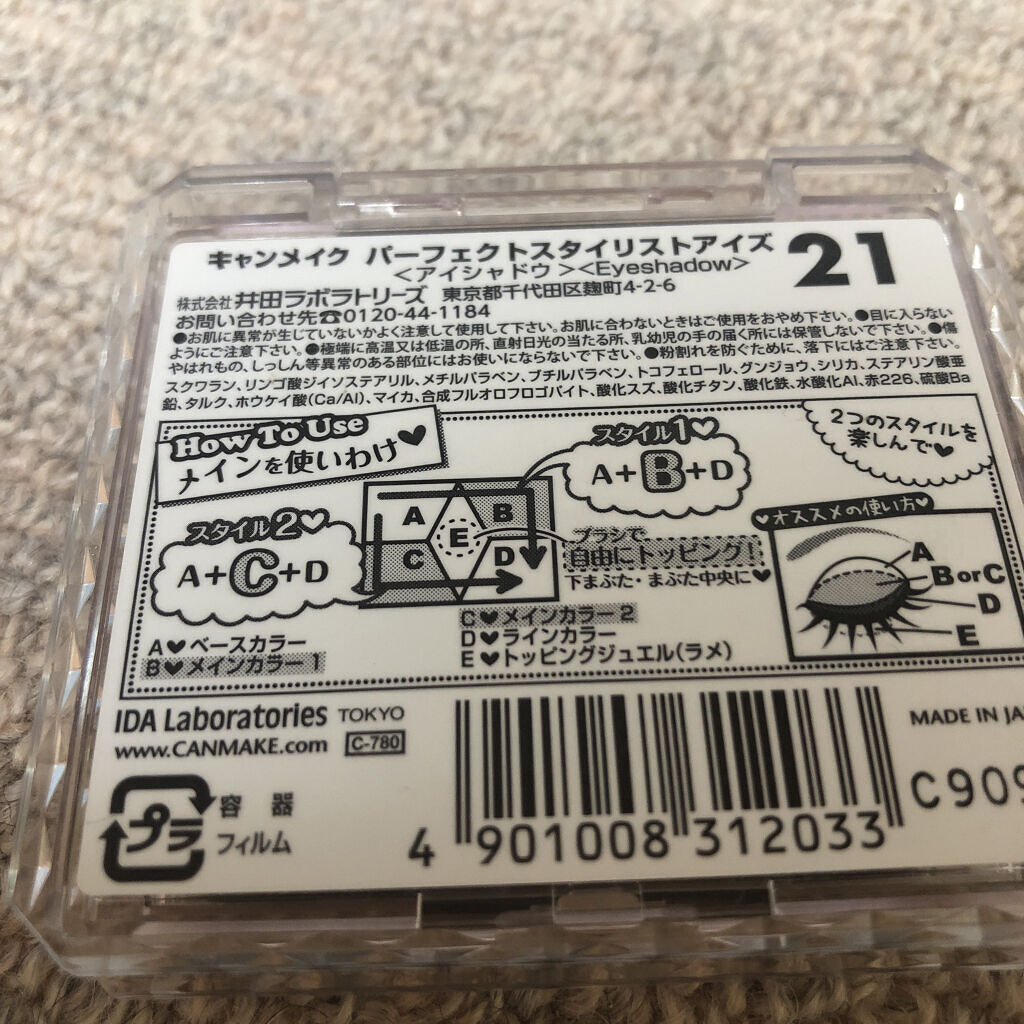 キャンメイク パーフェクトスタイリストアイズ 21
<アイシャドウ><Eyeshadow>
株式会社 井田ラボラトリーズ 東京都千代田区麹町4-2-6
お問い合わせ先☎0120-44-1184
●お肌に異常が生じていないかよく注意して使用して下さい。お肌に合わないときはご使用をおやめ下さい。●目に入らない
ようにご注意下さい。●極端に高温又は低温の所、直射日光の当たる所、乳幼児の手の届く所には保管しないで下さい。●傷
やはれもの、しっしん等異常のある部位にはお使いにならないで下さい。●粉割れを防ぐために、落下にはご注意下さい。
スクワラン、リンゴ酸ジイソステアリル、メチルパラベン、ブチルパラベン、トコフェロール、グンジョウ、シリカ、ステアリン酸亜
鉛、タルク、ホウケイ酸(Ca/Al)、マイカ、合成フルオロフロゴパイト、酸化スズ、酸化チタン、酸化鉄、水酸化Al、赤226、硫酸Ba
How To Use
メインを使いわけ♥
スタイル1♡
A+B+D
2つのスタイルを
楽しんで♥
スタイル2♡
A+C+D
A
B
E
C
D
ブラシで
自由にトッピング!
下まぶた・まぶた中央に♥
♥オススメの使い方♥
A
B or C
D
E
A♥ベースカラー
B♥メインカラー1
C♥メインカラー2
D♥ラインカラー
E♥トッピングジュエル(ラメ)
IDA Laboratories TOKYO
www.CANMAKE.com C-780
MADE IN JA
C909
プラ
容器
フィルム
4 901008 312033